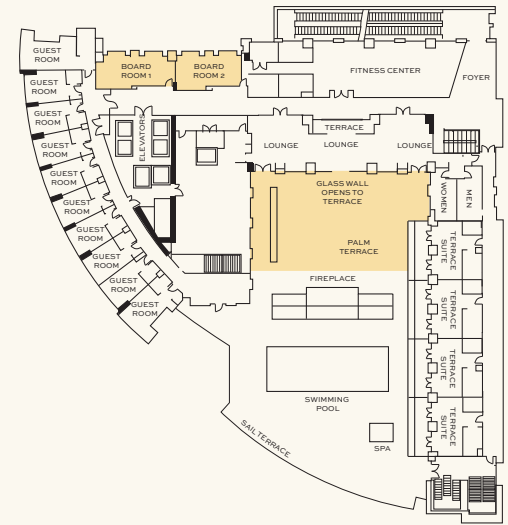 GUEST
ROOM
BOARD
ROOM 1
BOARD
ROOM 2
FITNESS CENTER
FOYER
GUEST
ROOM
GUEST
ROOM
GUEST
ROOM
GUEST
ROOM
GUEST
ROOM
GUEST
ROOM
GUEST
ROOM
GUEST
ROOM
GUEST
ROOM
ELEVATORS
LOUNGE
TERRACE
LOUNGE
LOUNGE
GLASS WALL
OPENS TO
TERRACE
PALM
TERRACE
WOMEN
MEN
FIREPLACE
TERRACE
SUITE
TERRACE
SUITE
TERRACE
SUITE
TERRACE
SUITE
SWIMMING
POOL
SPA
SAIL TERRACE